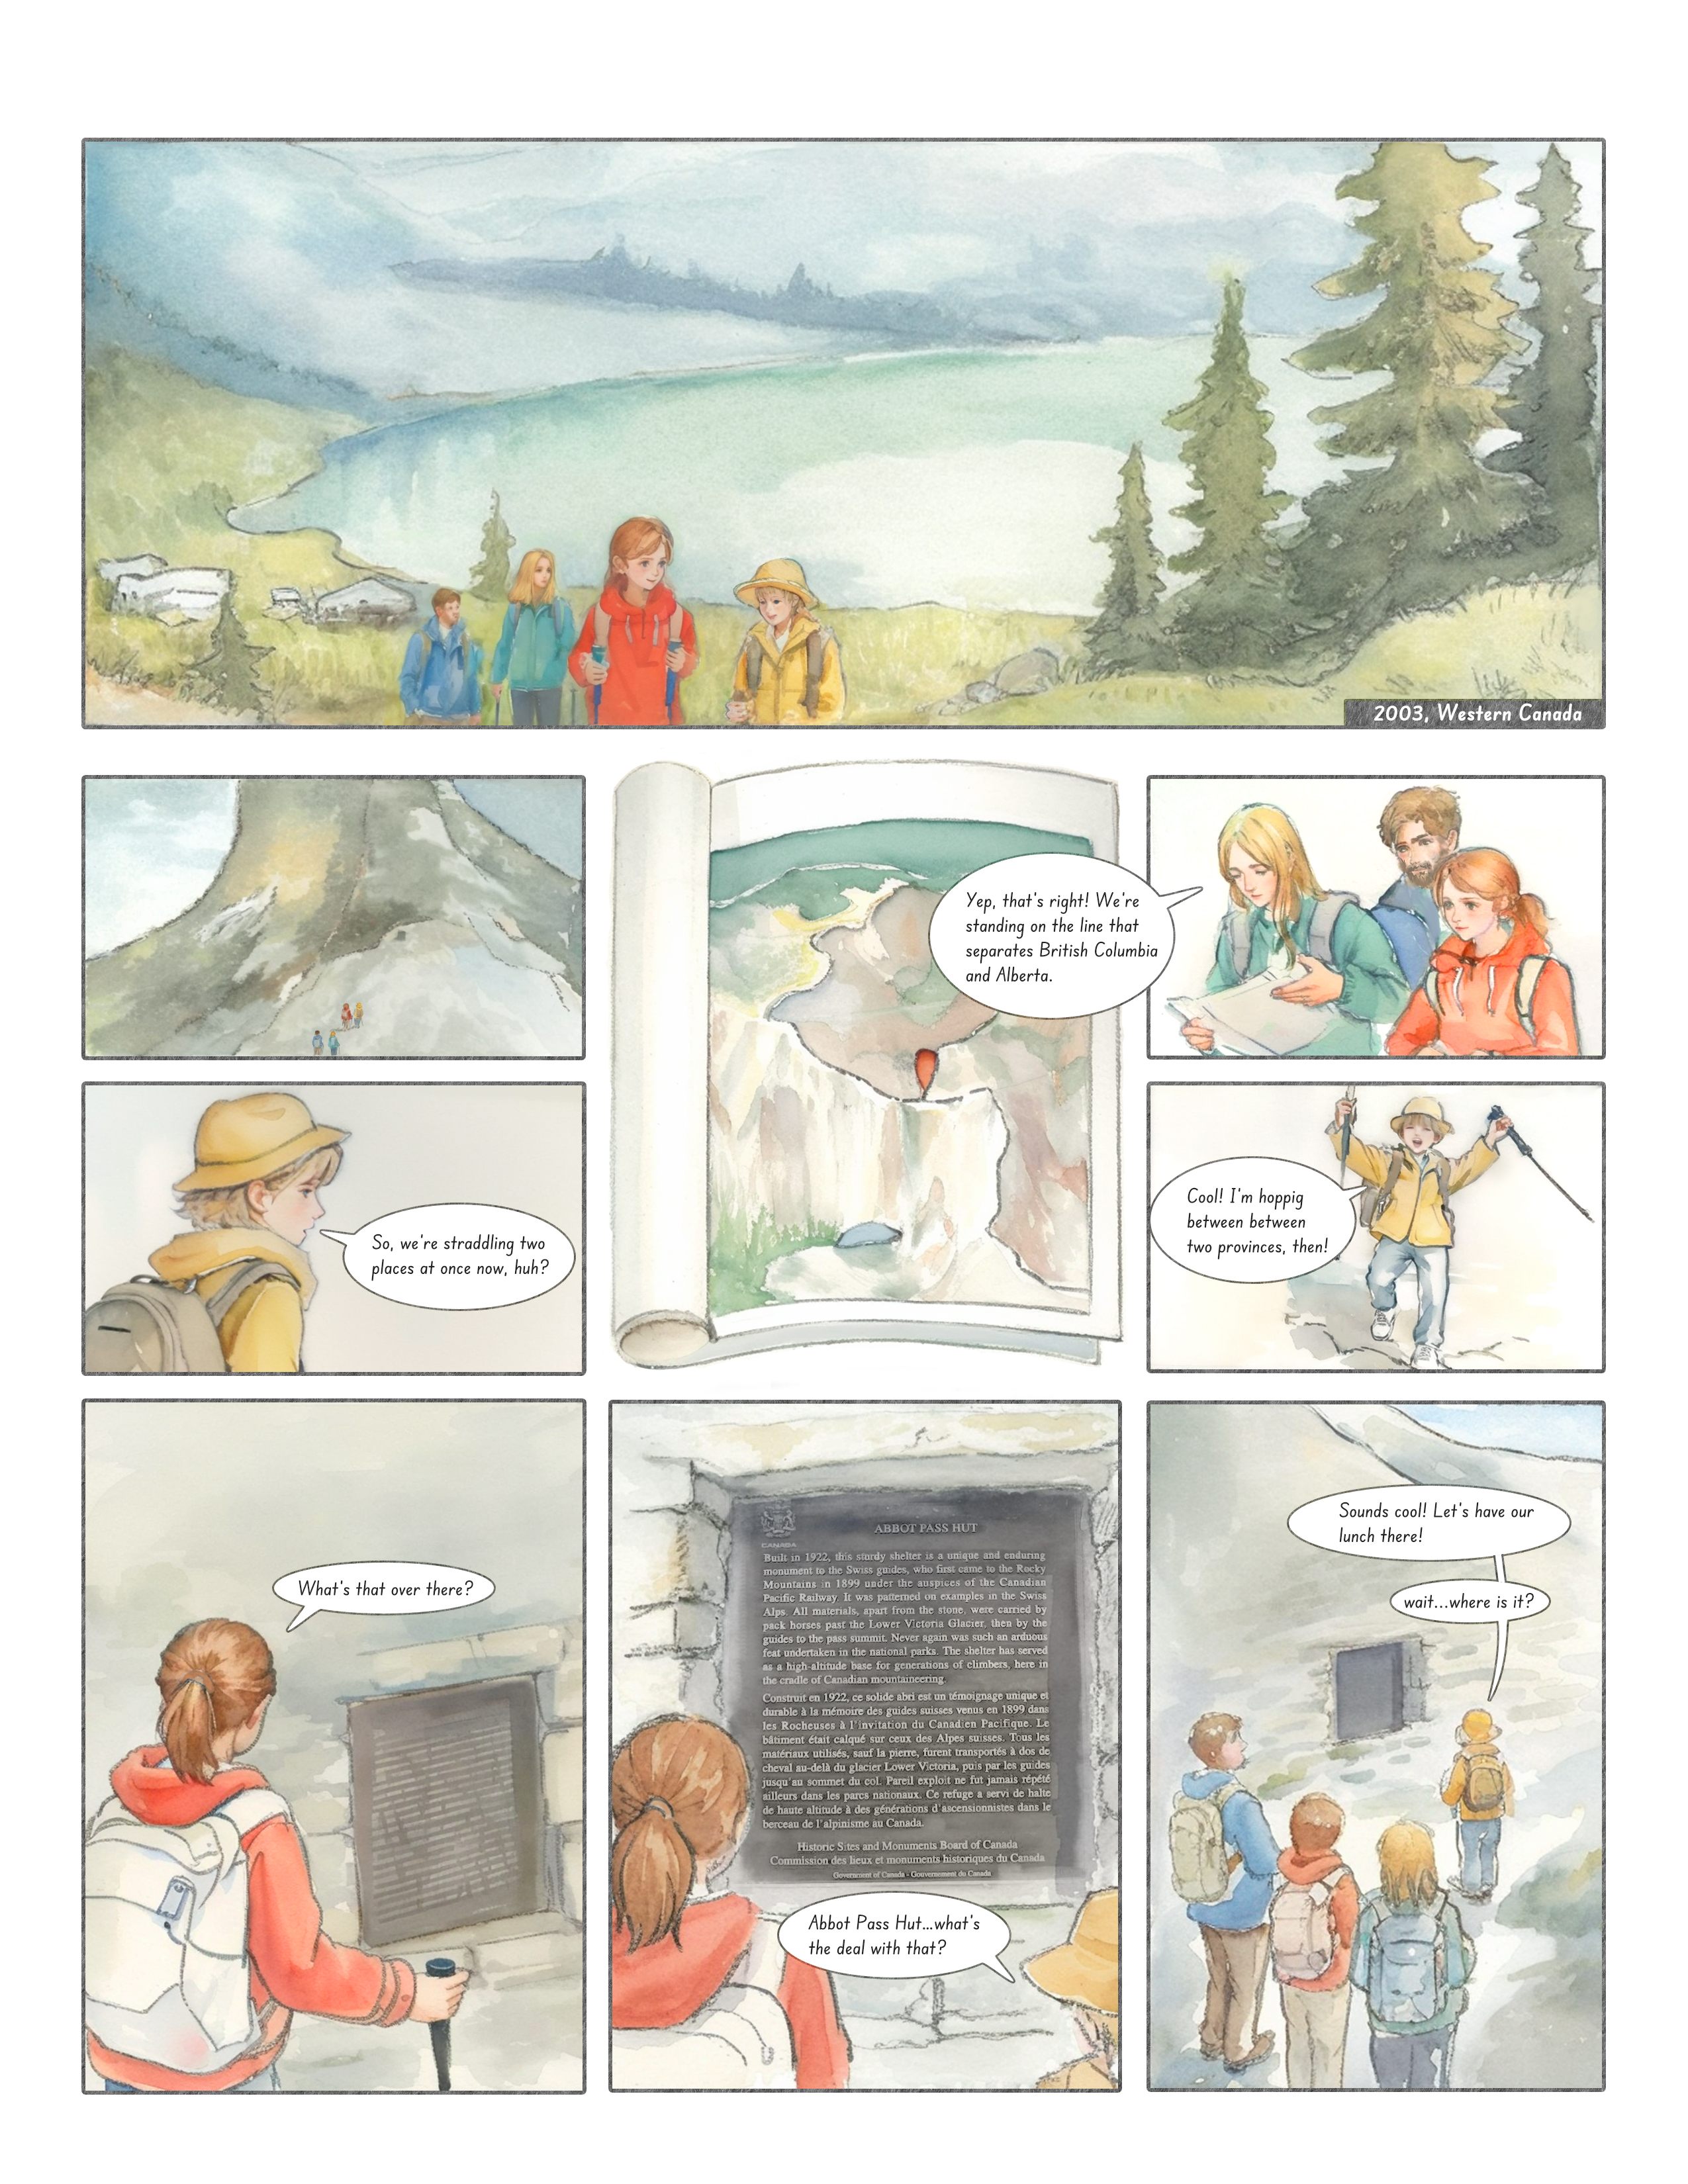 2003, Western Canada
So, we're straddling two
places at once now, huh?
Yep, that's right! We're
standing on the line that
separates British Columbia
and Alberta.
Cool! I'm hoppig
between between
two provinces, then!
What's that over there?
CANADA
ABBOT PASS HUT
Built in 1922, this sturdy shelter is a unique and enduring
monument to the Swiss guides, who first came to the Rocky
Mountains in 1899 under the auspices of the Canadian
Pacific Railway. It was patterned on examples in the Swiss
Alps. All materials, apart from the stone, were carried by
pack horses past the Lower Victoria Glacier, then by the
guides to the pass summit. Never again was such an arduous
feat undertaken in the national parks. The shelter has served
as a high-altitude base for generations of climbers, here in
the cradle of Canadian mountaineering.
Construit en 1922, ce solide abri est un témoignage unique et
durable à la mémoire des guides suisses venus en 1899 dans
les Rocheuses à l'invitation du Canadien Pacifique. Le
bâtiment était calqué sur ceux des Alpes suisses. Tous les
matériaux utilisés, sauf la pierre, furent transportés à dos de
cheval au-delà du glacier Lower Victoria, puis par les guides
jusqu'au sommet du col. Pareil exploit ne fut jamais répété
ailleurs dans les parcs nationaux. Ce refuge a servi de halte
de haute altitude à des générations d'ascensionnistes dans le
berceau de l'alpinisme au Canada.
Historic Sites and Monuments Board of Canada
Commission des lieux et monuments historiques du Canada
Government of Canada - Gouvernement du Canada
Abbot Pass Hut...what's
the deal with that?
Sounds cool! Let's have our
lunch there!
wait...where is it?